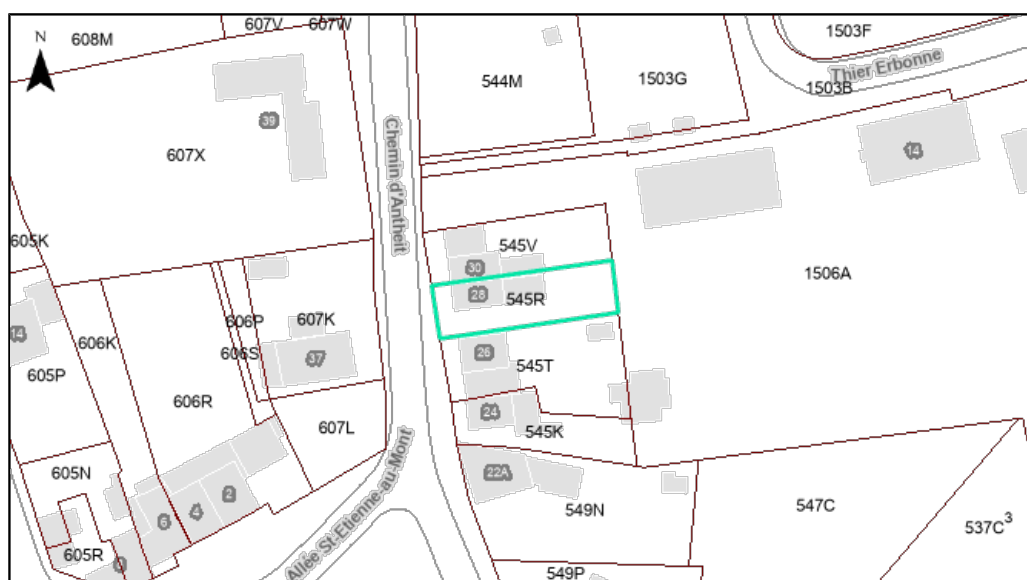 607V
607W
608M
1503F
N
Thier Erbonne
544M
1503G
1503B
39
14
Chemin d'Antheit
607X
605K
545V
30
1506A
28
545R
606P
607K
14
606K
606S
37
26
545T
605P
606R
24
607L
545K
605N
22A
2
547C
6
4
549N
537C³
605R
Allée St-Etienne-au-Mont
549P